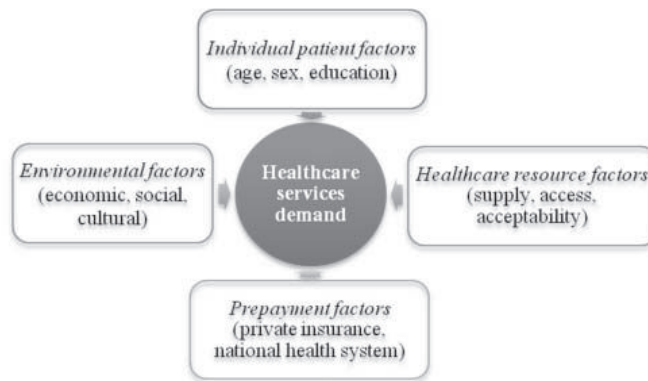 Individual patient factors
(age, sex, education)
Environmental factors
(economic, social,
cultural)
Healthcare
services
demand
Healthcare resource factors
(supply, access,
acceptability)
Prepayment factors
(private insurance,
national health system)